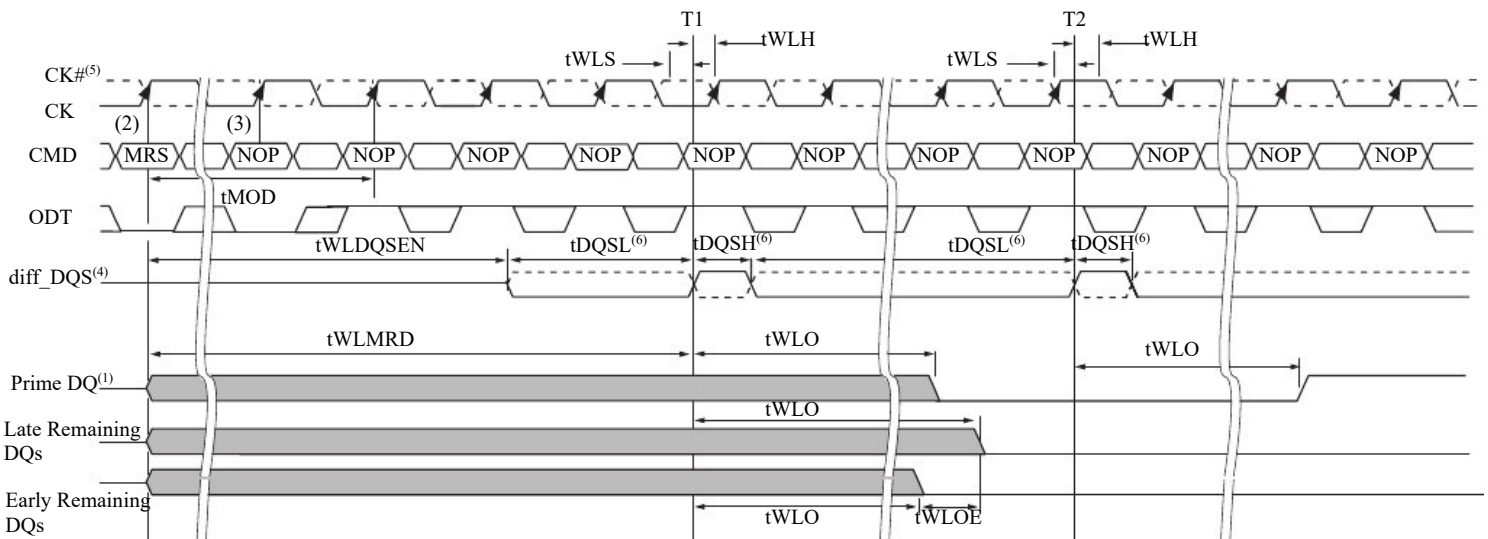 T1 T2
tWLS tWLH tWLS tWLH
CK#(5)
CK
(2) (3)
CMD MRS NOP NOP NOP NOP NOP NOP NOP NOP NOP NOP NOP
tMOD
ODT
tWLDQSEN tDQSL(6) tDQSH(6) tDQSL(6) tDQSH(6)
diff_DQS(4)
tWLMRD tWLO tWLO
Prime DQ(1)
tWLO
Late Remaining
DQs
Early Remaining
DQs
tWLO tWLOE